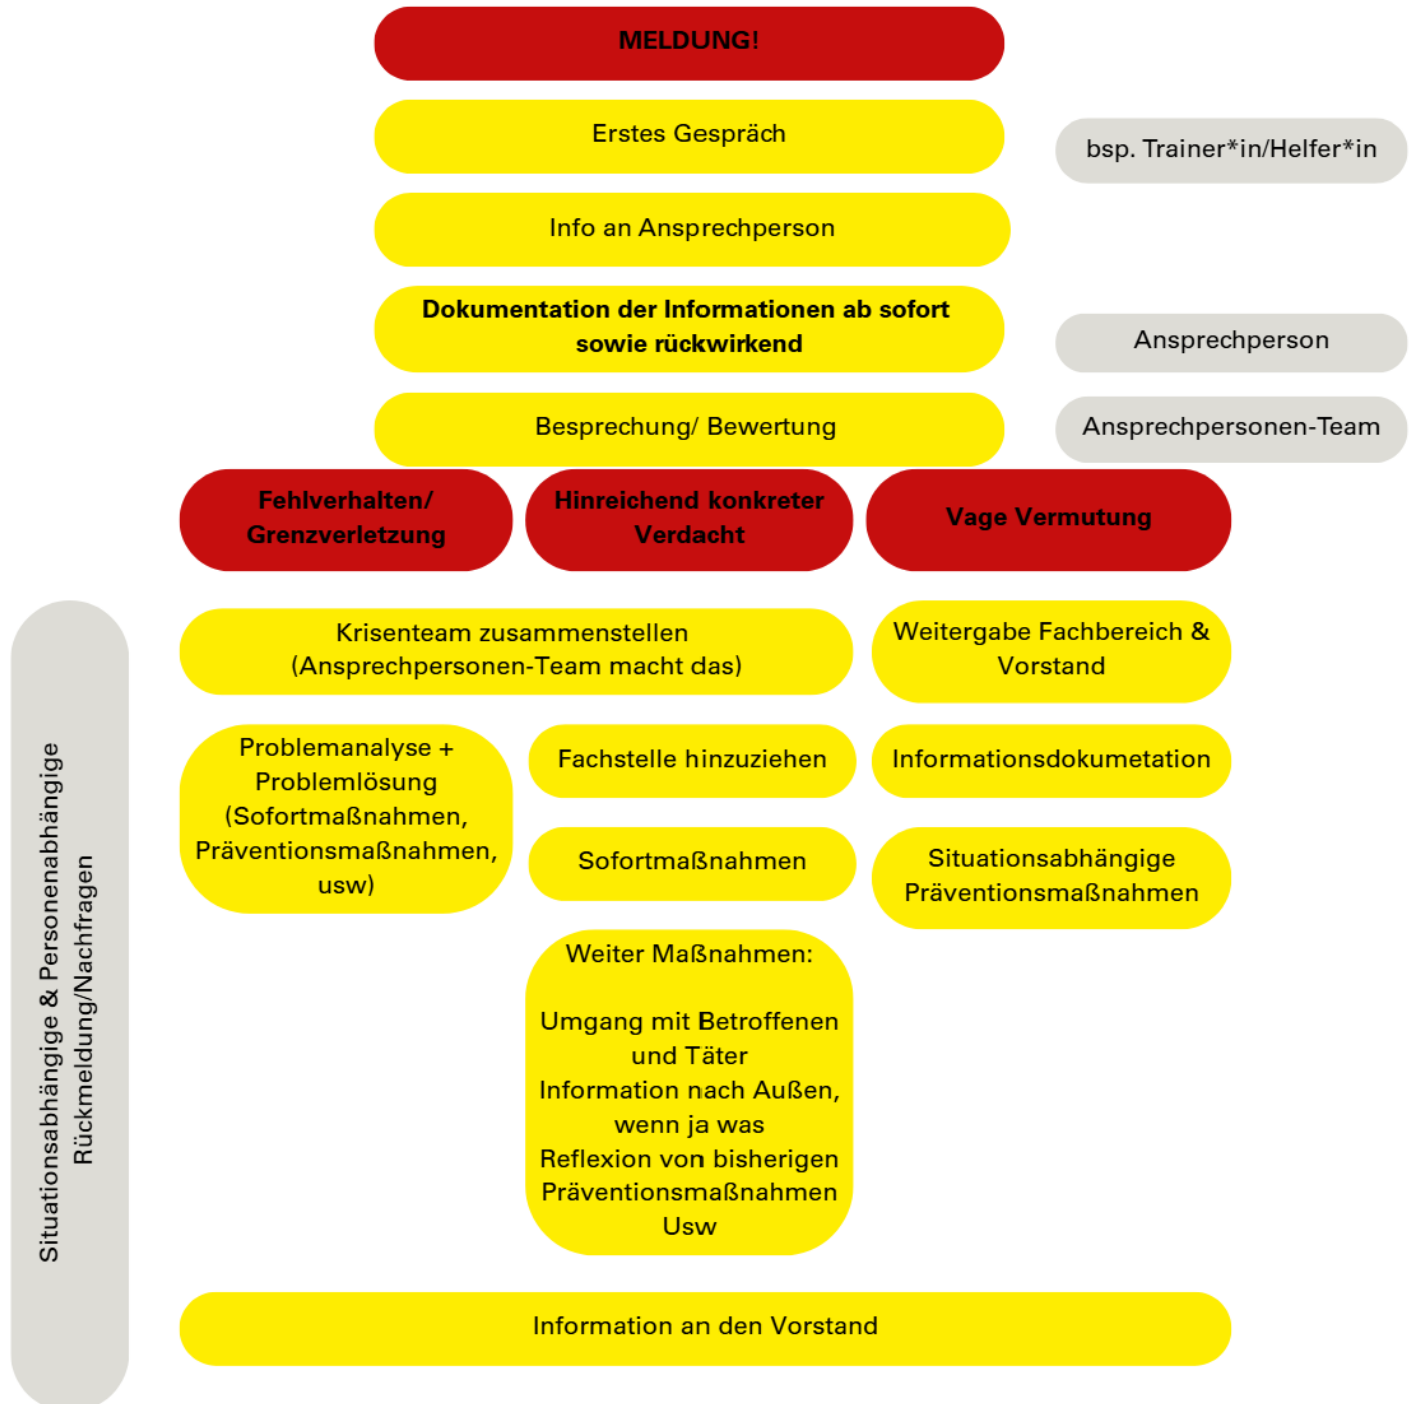 MELDUNG!
Erstes Gespräch
bsp. Trainer*in/Helfer*in
Info an Ansprechperson
Dokumentation der Informationen ab sofort
sowie rückwirkend
Ansprechperson
Besprechung/ Bewertung
Ansprechpersonen-Team
Fehlverhalten/
Grenzverletzung
Hinreichend konkreter
Verdacht
Vage Vermutung
Krisenteam zusammenstellen
(Ansprechpersonen-Team macht das)
Weitergabe Fachbereich &
Vorstand
Problemanalyse +
Problemlösung
(Sofortmaßnahmen,
Präventionsmaßnahmen,
usw)
Fachstelle hinzuziehen
Informationsdokumetation
Sofortmaßnahmen
Situationsabhängige
Präventionsmaßnahmen
Weiter Maßnahmen:
Umgang mit Betroffenen
und Täter
Information nach Außen,
wenn ja was
Reflexion von bisherigen
Präventionsmaßnahmen
Usw
Situationsabhängige & Personenabhängige
Rückmeldung/Nachfragen
Information an den Vorstand